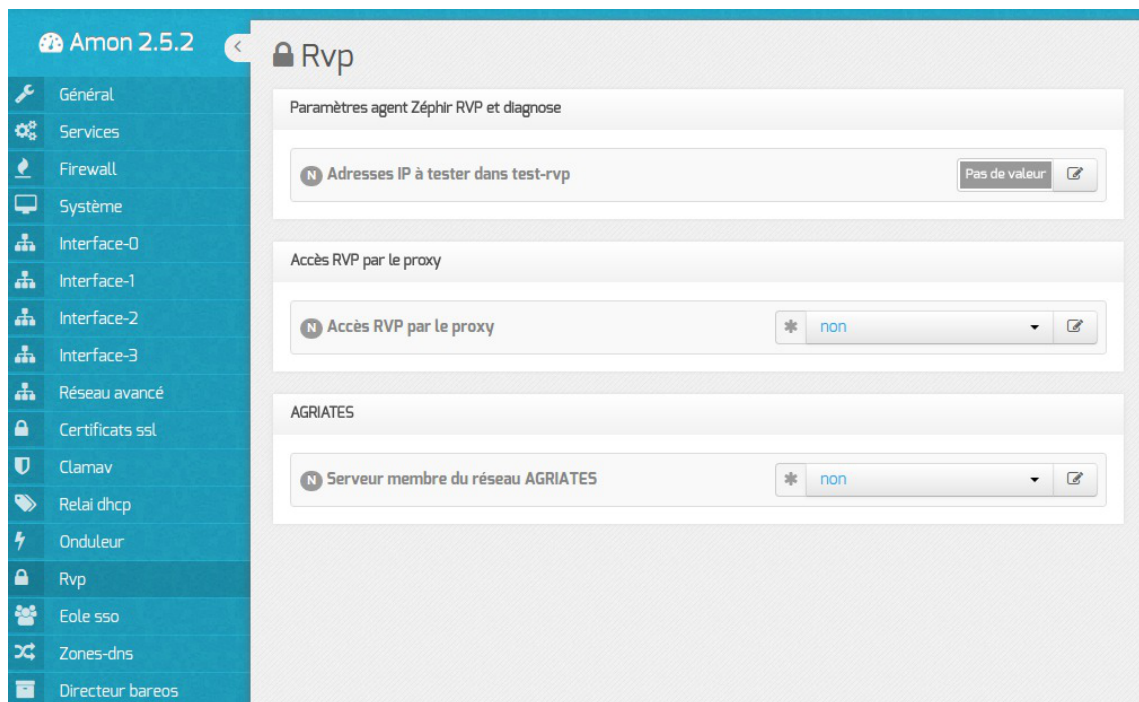 Amon 2.5.2
Général
Services
Firewall
Système
Interface-0
Interface-1
Interface-2
Interface-3
Réseau avancé
Certificats ssl
Clamav
Relai dhcp
Onduleur
Rvp
Eole sso
Zones-dns
Directeur bareos
Rvp
Paramètres agent Zéphir RVP et diagnose
N Adresses IP à tester dans test-rvp Pas de valeur
Accès RVP par le proxy
N Accès RVP par le proxy * non
AGRIATES
N Serveur membre du réseau AGRIATES * non